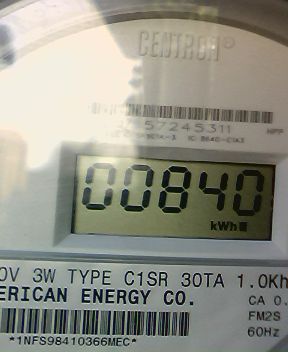 CENTRON®
57245311
HPF
00840
kWh
0V 3W TYPE C1SR 30TA 1.0Kh
ERICAN ENERGY CO.
CA 0.
FM2S
60Hz
*1NFS98410366MEC*